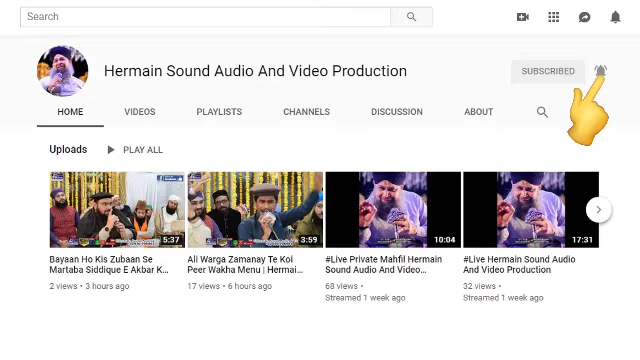 Search
Hermain Sound Audio And Video Production
SUBSCRIBED
HOME VIDEOS PLAYLISTS CHANNELS DISCUSSION ABOUT
Uploads PLAY ALL
5:37 3:59 10:04 17:31
Bayaan Ho Kis Zubaan Se Ali Warga Zamanay Te Koi #Live Private Mahfil Hermain #Live Hermain Sound Audio
Martaba Siddique E Akbar K... Peer Wakha Menu | Hermai... Sound Audio And Video... And Video Production
2 views • 3 hours ago 17 views • 6 hours ago 68 views • 32 views •
Streamed 1 week ago Streamed 1 week ago